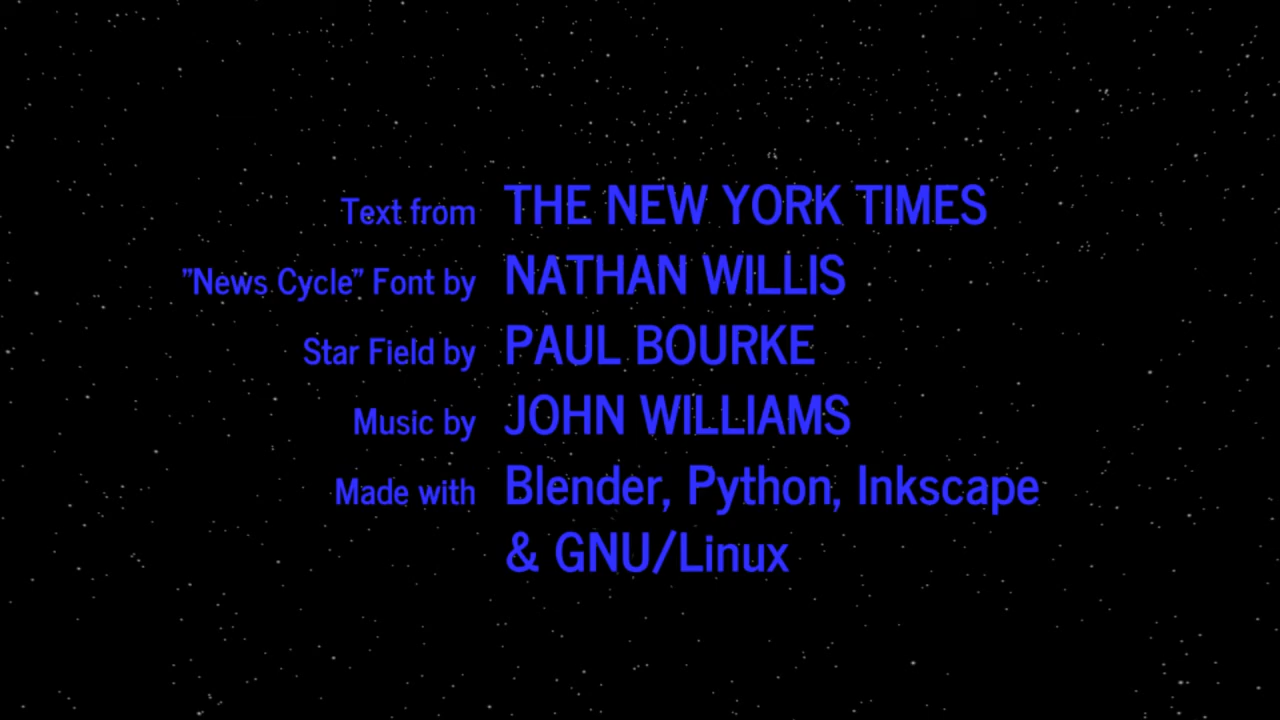 Text from THE NEW YORK TIMES
"News Cycle" Font by NATHAN WILLIS
Star Field by PAUL BOURKE
Music by JOHN WILLIAMS
Made with Blender, Python, Inkscape
& GNU/Linux